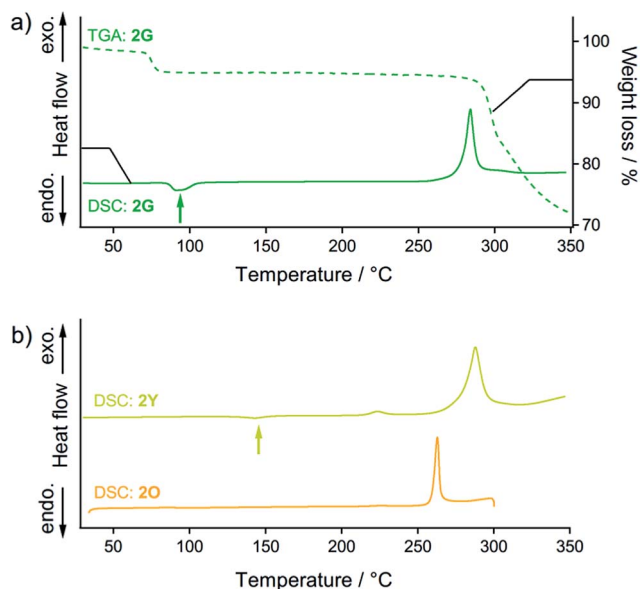 a)
exo.
Heat flow
endo.
TGA: 2G
DSC: 2G
100
90
80
70
Weight loss / %
50 100 150 200 250 300 350
Temperature / °C
b)
exo.
Heat flow
endo.
DSC: 2Y
DSC: 2O
50 100 150 200 250 300 350
Temperature / °C